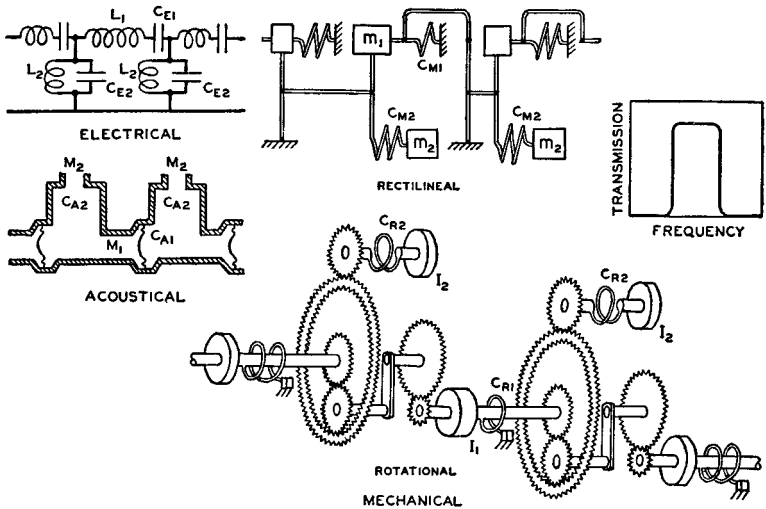 L1
CE1
L2
CE2
L2
CE2
ELECTRICAL
m1
CM1
CM2
m2
CM2
m2
RECTILINEAL
TRANSMISSION
FREQUENCY
M2
M2
CA2
CA2
M1
CA1
ACOUSTICAL
CR2
I2
CR2
I2
CR1
I1
ROTATIONAL
MECHANICAL